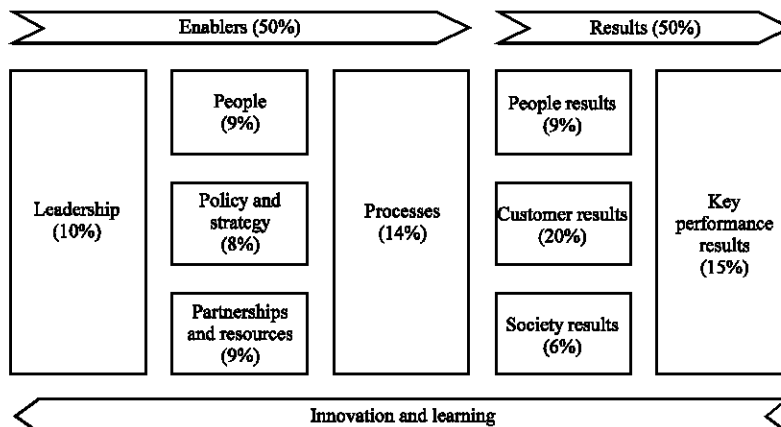 Enablers (50%)
Results (50%)
Leadership
(10%)
People
(9%)
Policy and
strategy
(8%)
Partnerships
and resources
(9%)
Processes
(14%)
People results
(9%)
Customer results
(20%)
Society results
(6%)
Key
performance
results
(15%)
Innovation and learning